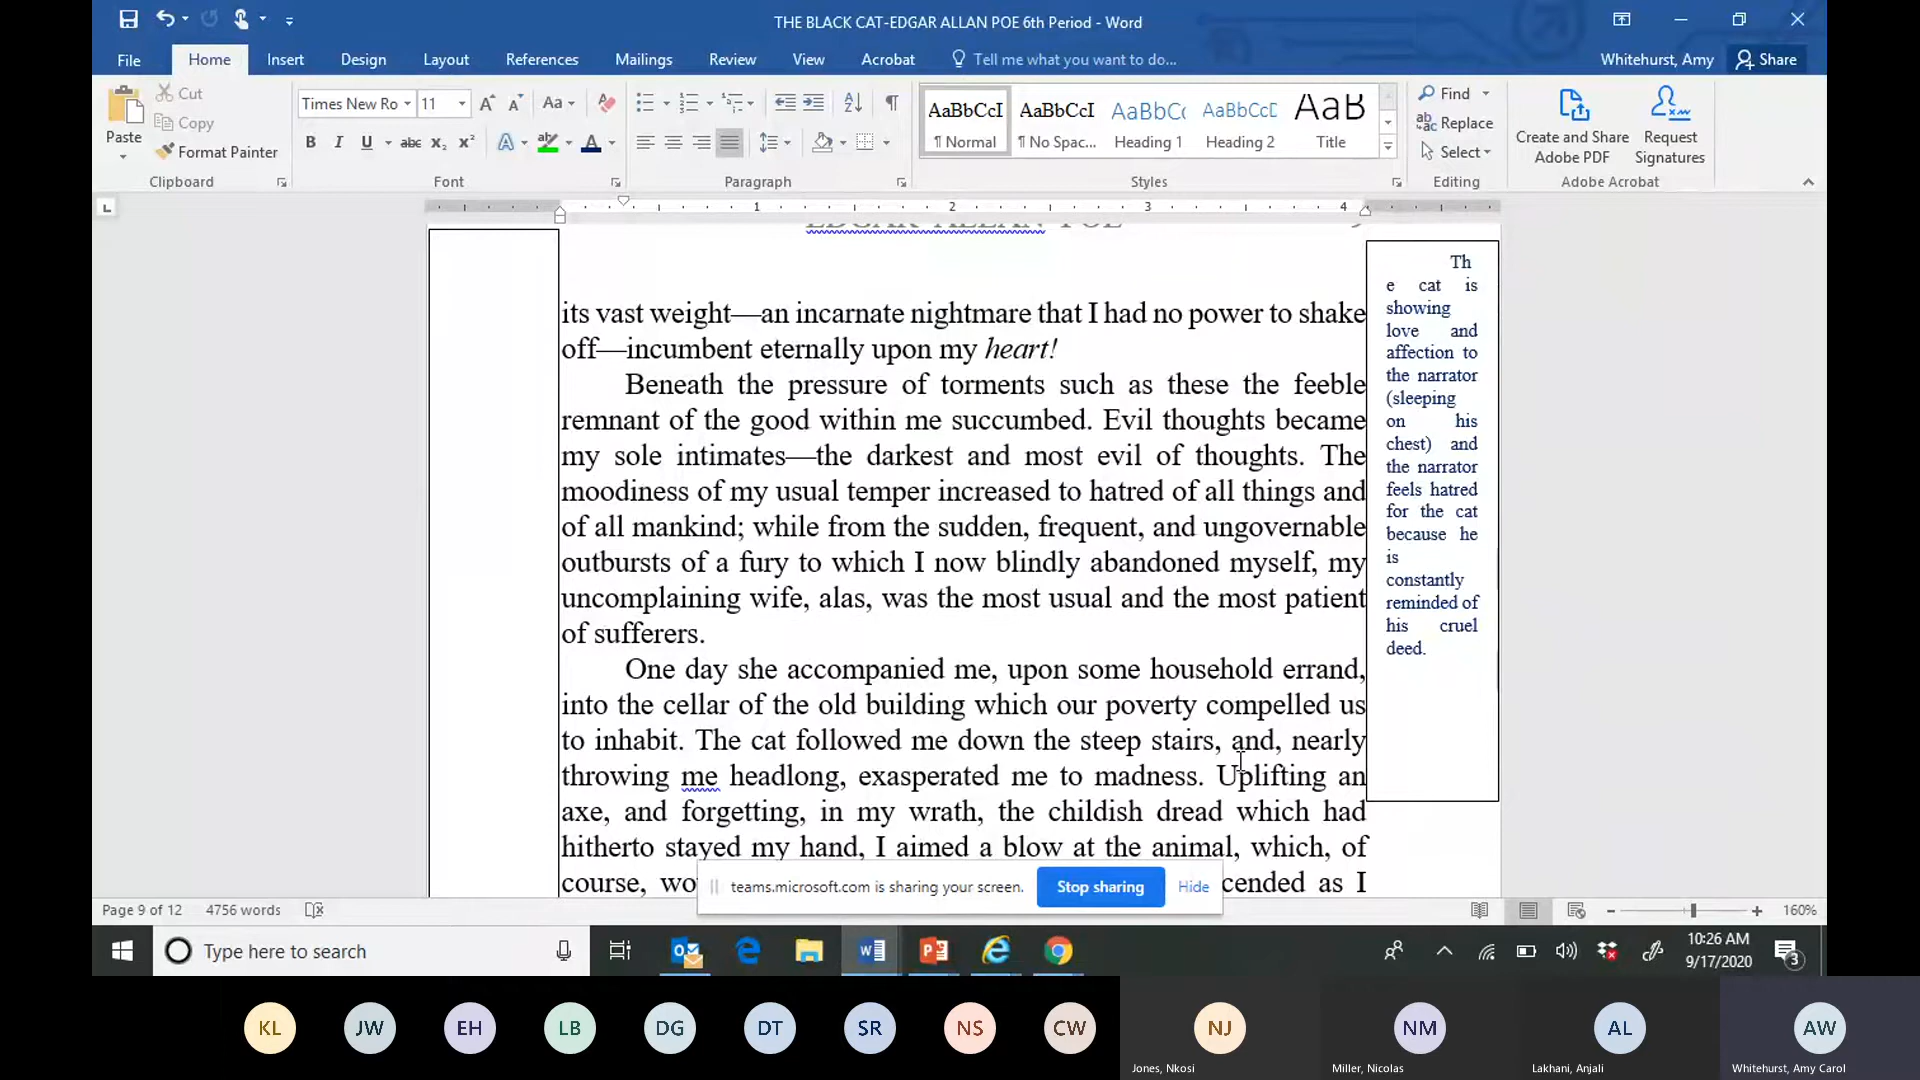 THE BLACK CAT-EDGAR ALLAN POE 6th Period - Word
File Home Insert Design Layout References Mailings Review View Acrobat Tell me what you want to do... Whitehurst, Amy Share
Paste
Cut
Copy
Format Painter
Clipboard
Times New Ro 11 Aa
B I U abc x₂ x²
Font
Paragraph
AaBbCcI AaBbCcI AaBbC AaBbCcD AaB
¶ Normal ¶ No Spac... Heading 1 Heading 2 Title
Styles
Find
Replace
Select
Editing
Create and Share
Adobe PDF
Request
Signatures
Adobe Acrobat
1 2 3 4
EDGAR ALLAN POE
its vast weight—an incarnate nightmare that I had no power to shake
off—incumbent eternally upon my heart!
Beneath the pressure of torments such as these the feeble
remnant of the good within me succumbed. Evil thoughts became
my sole intimates—the darkest and most evil of thoughts. The
moodiness of my usual temper increased to hatred of all things and
of all mankind; while from the sudden, frequent, and ungovernable
outbursts of a fury to which I now blindly abandoned myself, my
uncomplaining wife, alas, was the most usual and the most patient
of sufferers.
One day she accompanied me, upon some household errand,
into the cellar of the old building which our poverty compelled us
to inhabit. The cat followed me down the steep stairs, and, nearly
throwing me headlong, exasperated me to madness. Uplifting an
axe, and forgetting, in my wrath, the childish dread which had
hitherto stayed my hand, I aimed a blow at the animal, which, of
course, wo cended as I
Th
e cat is
showing
love and
affection to
the narrator
(sleeping
on his
chest) and
the narrator
feels hatred
for the cat
because he
is
constantly
reminded of
his cruel
deed.
teams.microsoft.com is sharing your screen. Stop sharing Hide
Page 9 of 12 4756 words 160%
Type here to search
10:26 AM
9/17/2020
3
KL JW EH LB DG DT SR NS CW NJ NM AL AW
Jones, Nkosi Miller, Nicolas Lakhani, Anjali Whitehurst, Amy Carol